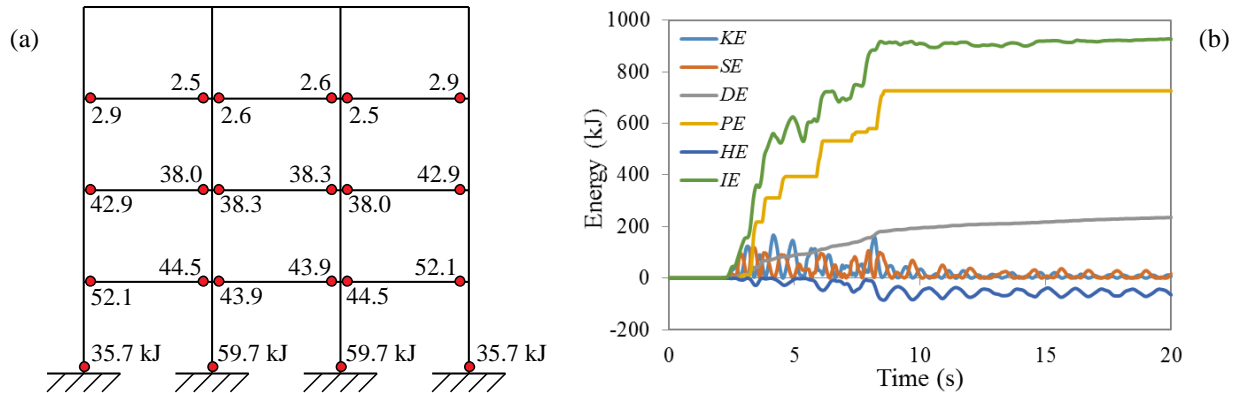 (a)
2.5 2.6 2.9
2.9 2.6 2.5
38.0 38.3 42.9
42.9 38.3 38.0
44.5 43.9 52.1
52.1 43.9 44.5
35.7 kJ 59.7 kJ 59.7 kJ 35.7 kJ
(b)
1000
800
600
400
200
0
-200
Energy (kJ)
KE
SE
DE
PE
HE
IE
0 5 10 15 20
Time (s)